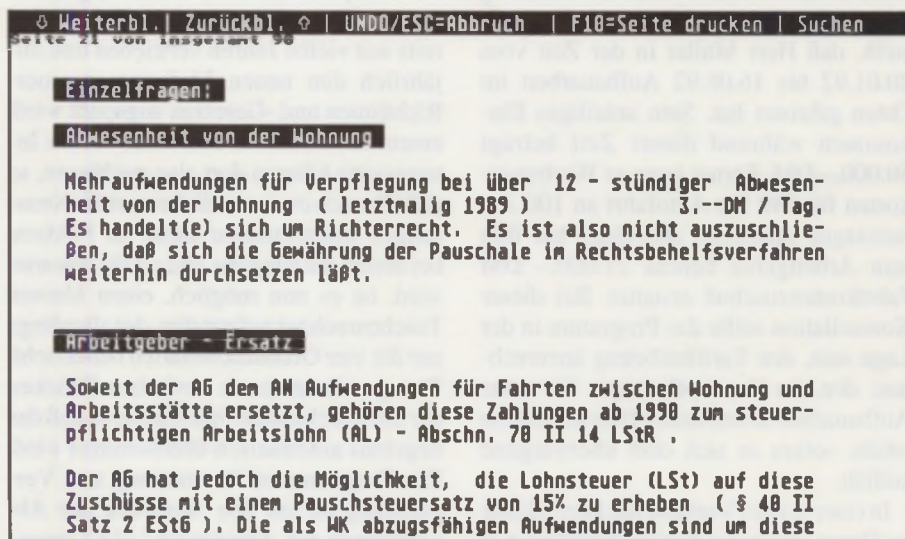 ⇩ Weiterbl. | Zurückbl. ⇧ | UNDO/ESC=Abbruch | F10=Seite drucken | Suchen
Seite 21 von insgesamt 90
Einzelfragen:
Abwesenheit von der Wohnung
Mehraufwendungen für Verpflegung bei über 12 - stündiger Abwesen-
heit von der Wohnung ( letztmalig 1989 ) 3.--DM / Tag.
Es handelt(e) sich um Richterrecht. Es ist also nicht auszuschlie-
ßen, daß sich die Gewährung der Pauschale im Rechtsbehelfsverfahren
weiterhin durchsetzen läßt.
Arbeitgeber - Ersatz
Soweit der AG dem AN Aufwendungen für Fahrten zwischen Wohnung und
Arbeitsstätte ersetzt, gehören diese Zahlungen ab 1990 zum steuer-
pflichtigen Arbeitslohn (AL) - Abschn. 70 II 14 LStR .
Der AG hat jedoch die Möglichkeit, die Lohnsteuer (LSt) auf diese
Zuschüsse mit einem Pauschsteuersatz von 15% zu erheben ( § 40 II
Satz 2 EStG ). Die als WK abzugsfähigen Aufwendungen sind um diese